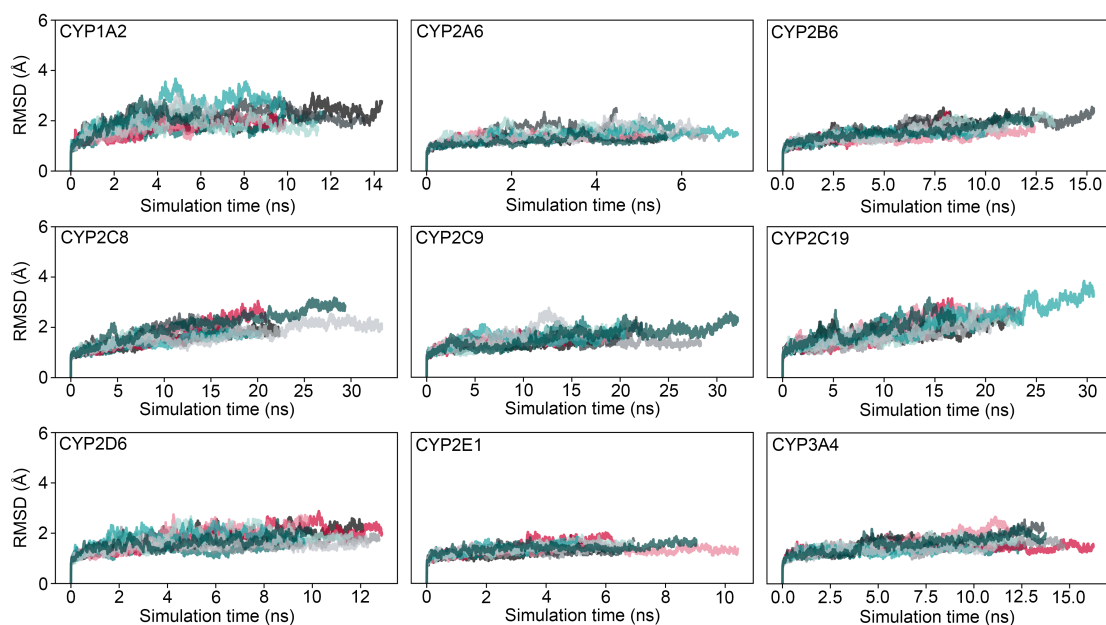 6
CYP1A2
CYP2A6
CYP2B6
4
RMSD (Å)
2
0
0 2 4 6 8 10 12 14
2 4 6
0.0 2.5 5.0 7.5 10.0 12.5 15.0
Simulation time (ns)
Simulation time (ns)
Simulation time (ns)
6
CYP2C8
CYP2C9
CYP2C19
4
RMSD (Å)
2
0
0 5 10 15 20 25 30
0 5 10 15 20 25 30
0 5 10 15 20 25 30
Simulation time (ns)
Simulation time (ns)
Simulation time (ns)
6
CYP2D6
CYP2E1
CYP3A4
4
RMSD (Å)
2
0
0 2 4 6 8 10 12
0 2 4 6 8 10
0.0 2.5 5.0 7.5 10.0 12.5 15.0
Simulation time (ns)
Simulation time (ns)
Simulation time (ns)